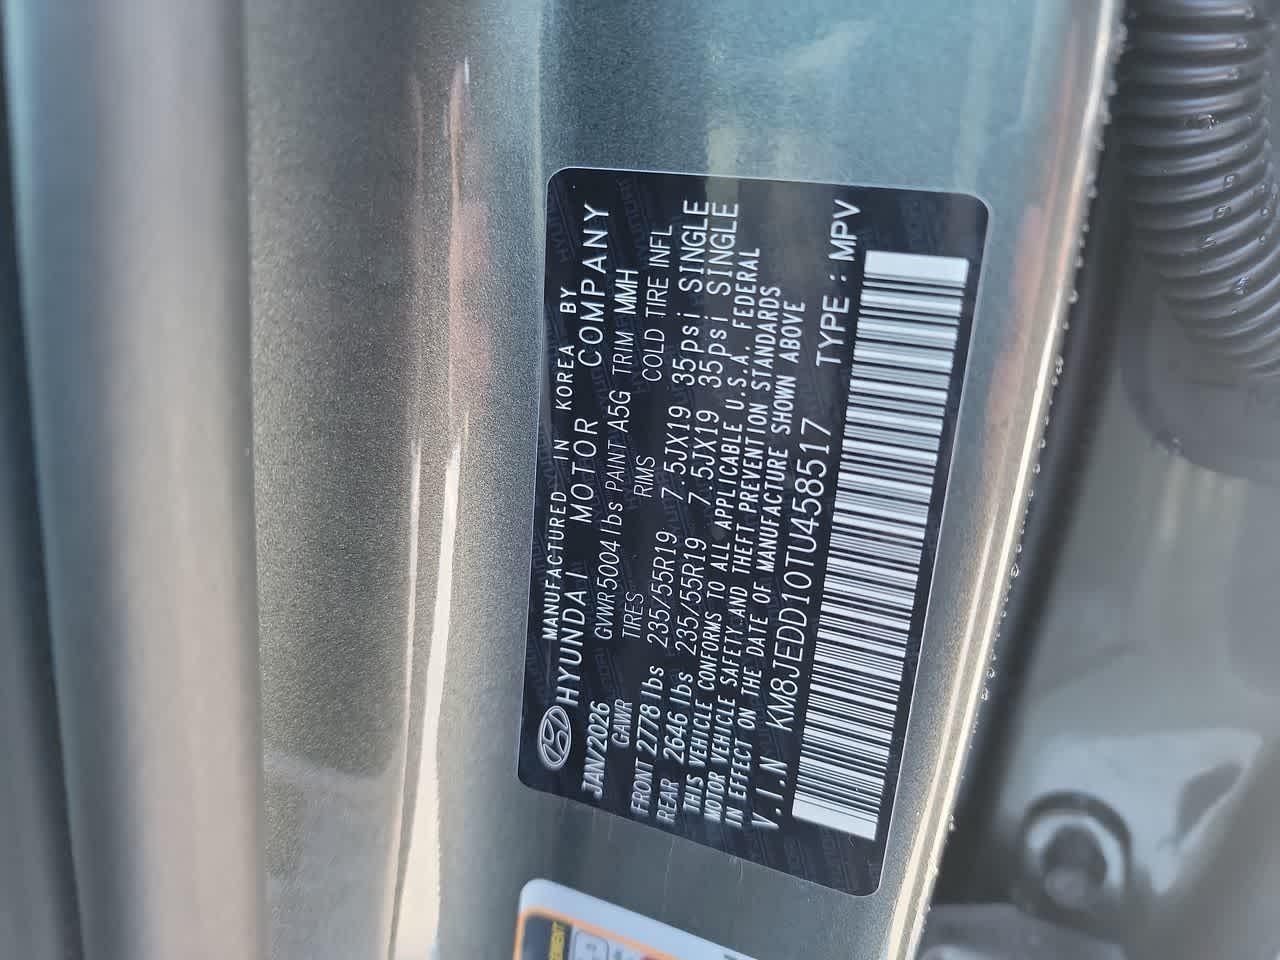 MANUFACTURED IN KOREA BY
HYUNDAI MOTOR COMPANY
JAN/2026 GVWR 5004 lbs PAINT A5G TRIM MMH
GAWR TIRES RIMS COLD TIRE INFL
FRONT 2778 lbs 235/55R19 7.5JX19 35psi SINGLE
REAR 2646 lbs 235/55R19 7.5JX19 35psi SINGLE
THIS VEHICLE CONFORMS TO ALL APPLICABLE U.S.A. FEDERAL
MOTOR VEHICLE SAFETY AND THEFT PREVENTION STANDARDS
IN EFFECT ON THE DATE OF MANUFACTURE SHOWN ABOVE
V.I.N KM8JEDD10TU458517 TYPE : MPV